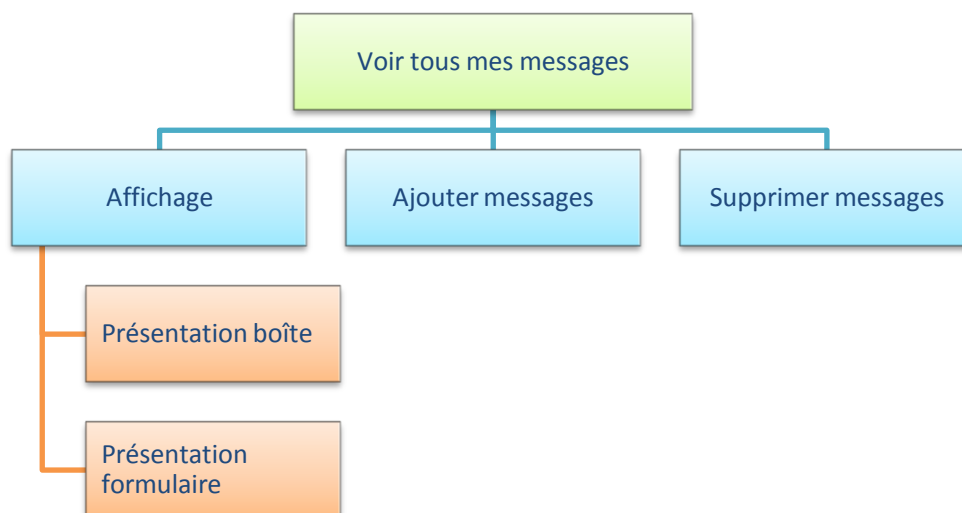 Voir tous mes messages
Affichage
Ajouter messages
Supprimer messages
Présentation boîte
Présentation
formulaire